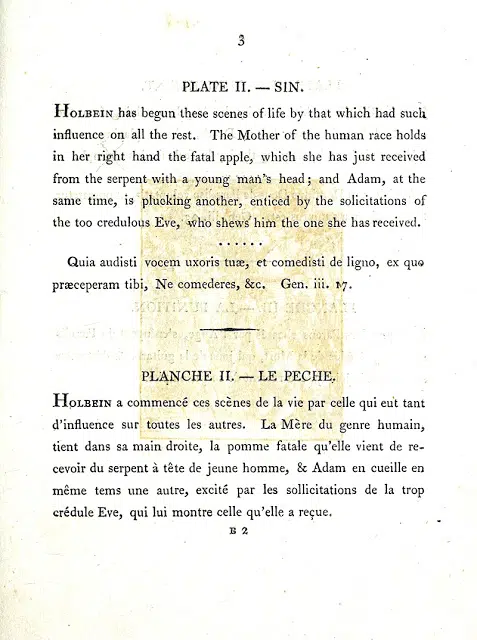 3
PLATE II. — SIN.
HOLBEIN has begun these scenes of life by that which had such
influence on all the rest. The Mother of the human race holds
in her right hand the fatal apple, which she has just received
from the serpent with a young man's head; and Adam, at the
same time, is plucking another, enticed by the solicitations of
the too credulous Eve, who shews him the one she has received.
......
Quia audisti vocem uxoris tuæ, et comedisti de ligno, ex quo
præceperam tibi, Ne comederes, &c. Gen. iii. 17.
PLANCHE II. — LE PECHE.
HOLBEIN a commencé ces scènes de la vie par celle qui eut tant
d'influence sur toutes les autres. La Mère du genre humain,
tient dans sa main droite, la pomme fatale qu'elle vient de re-
cevoir du serpent à tête de jeune homme, & Adam en cueille en
même tems une autre, excité par les sollicitations de la trop
crédule Eve, qui lui montre celle qu'elle a reçue.
B 2